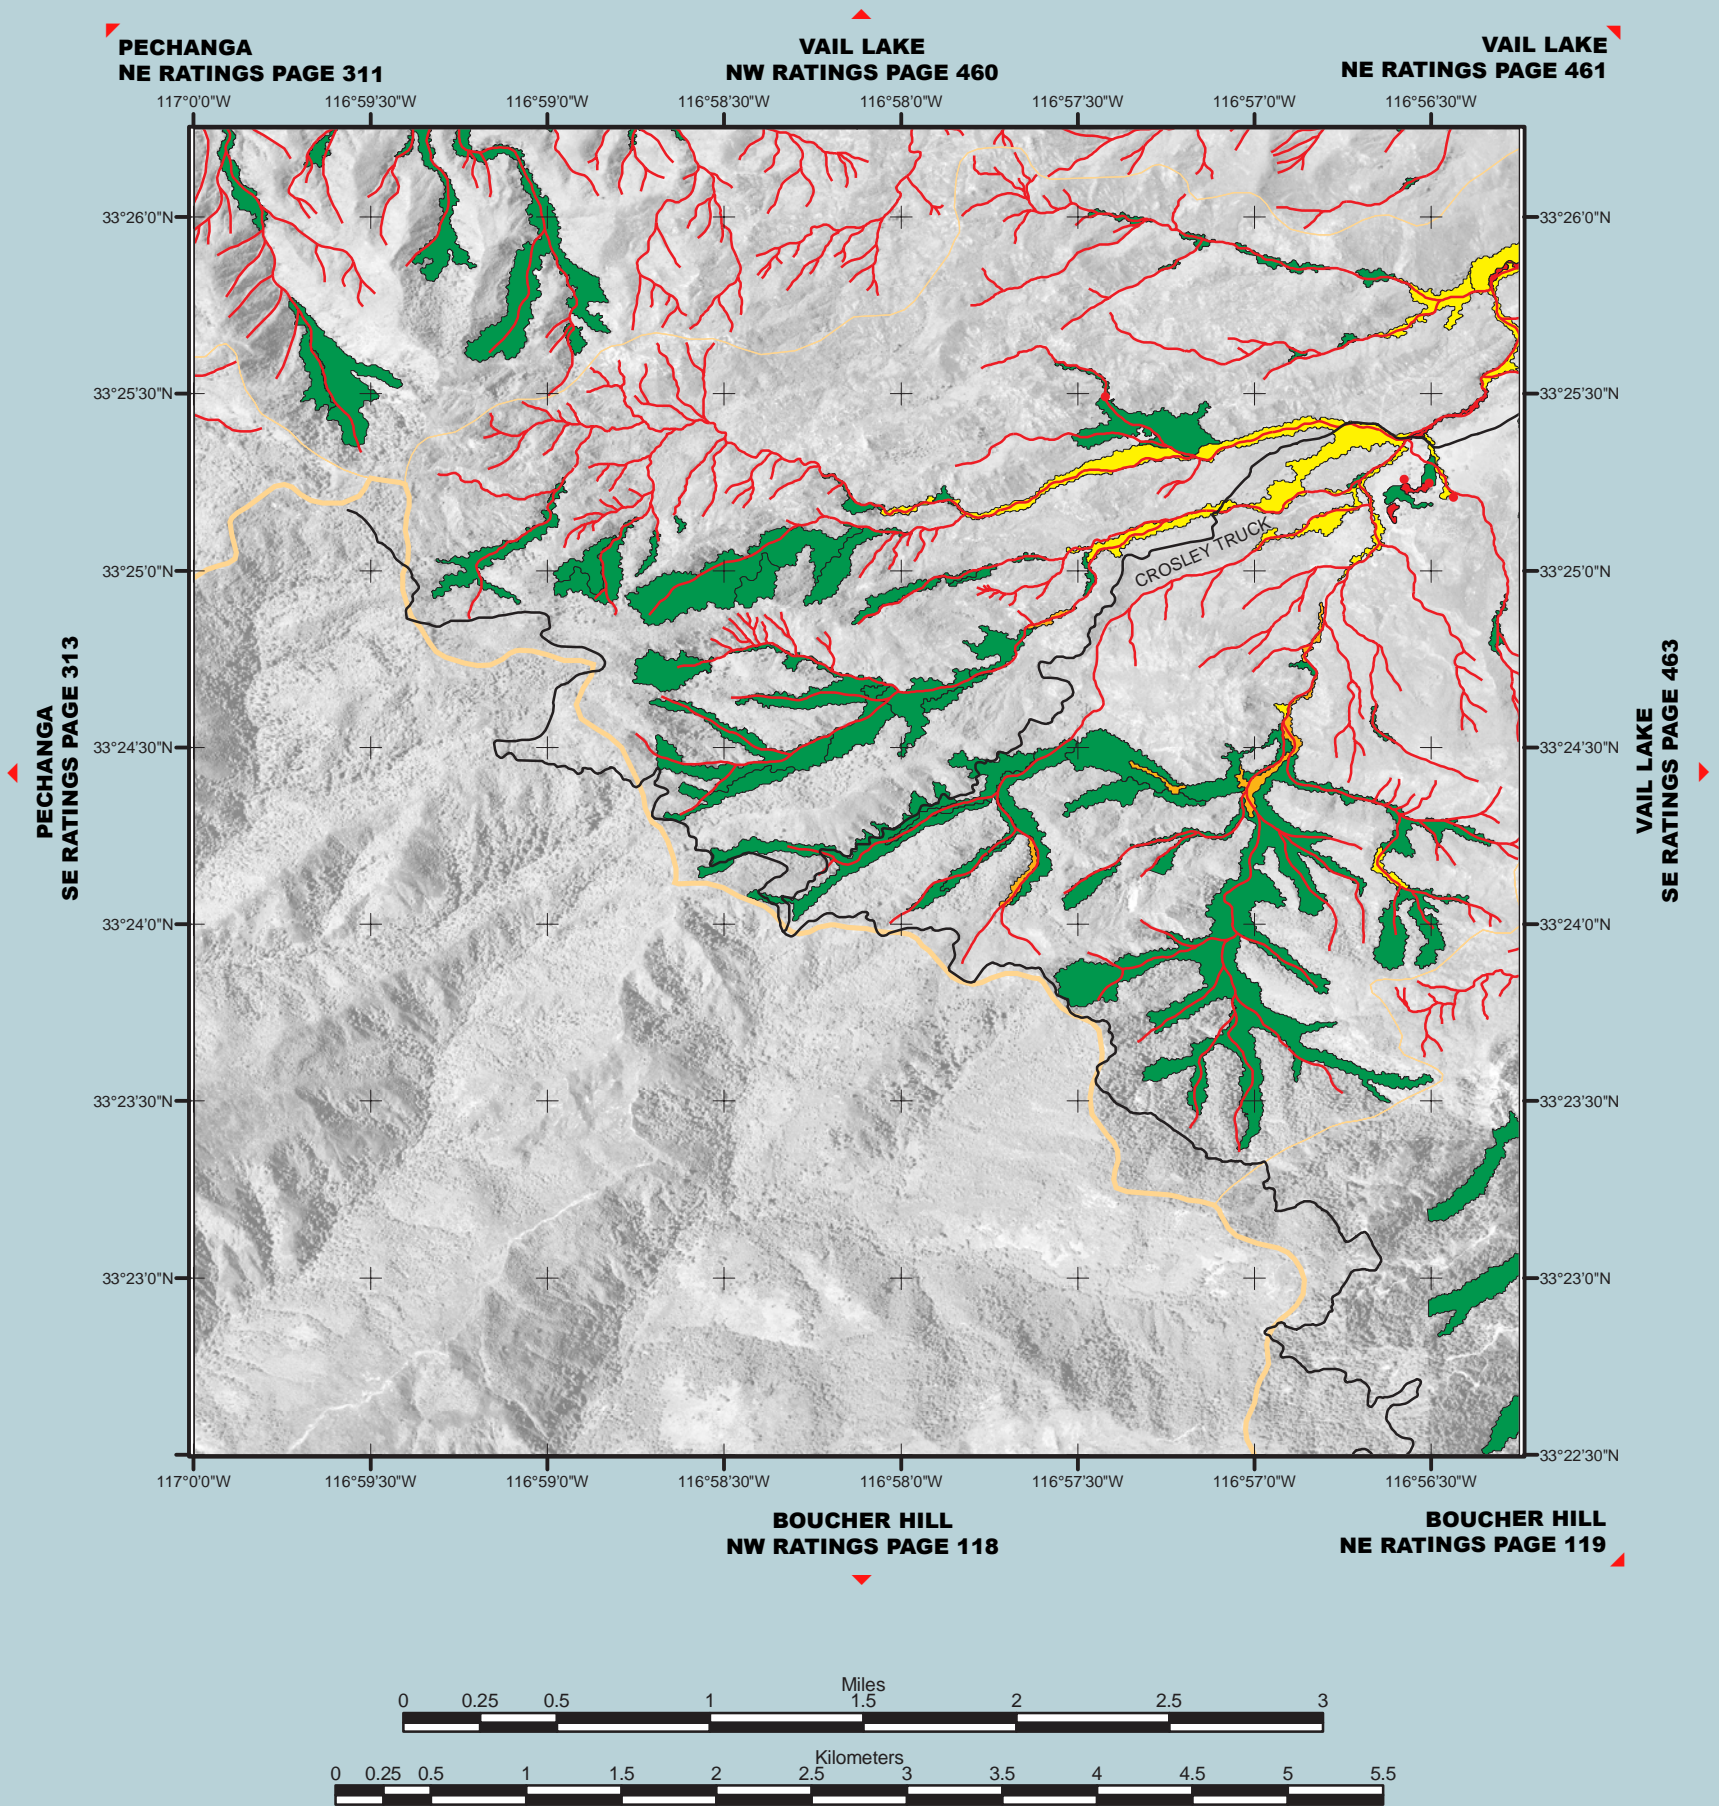 PECHANGA
NE RATINGS PAGE 311
VAIL LAKE
NW RATINGS PAGE 460
VAIL LAKE
NE RATINGS PAGE 461
117°0'0"W 116°59'30"W 116°59'0"W 116°58'30"W 116°58'0"W 116°57'30"W 116°57'0"W 116°56'30"W
33°26'0"N 33°26'0"N
33°25'30"N 33°25'30"N
CROSLEY TRUCK
33°25'0"N 33°25'0"N
PECHANGA
SE RATINGS PAGE 313
VAIL LAKE
SE RATINGS PAGE 463
33°24'30"N 33°24'30"N
33°24'0"N 33°24'0"N
33°23'30"N 33°23'30"N
33°23'0"N 33°23'0"N
33°22'30"N
117°0'0"W 116°59'30"W 116°59'0"W 116°58'30"W 116°58'0"W 116°57'30"W 116°57'0"W 116°56'30"W
BOUCHER HILL
NW RATINGS PAGE 118
BOUCHER HILL
NE RATINGS PAGE 119
Miles
0 0.25 0.5 1 1.5 2 2.5 3
Kilometers
0 0.25 0.5 1 1.5 2 2.5 3 3.5 4 4.5 5 5.5